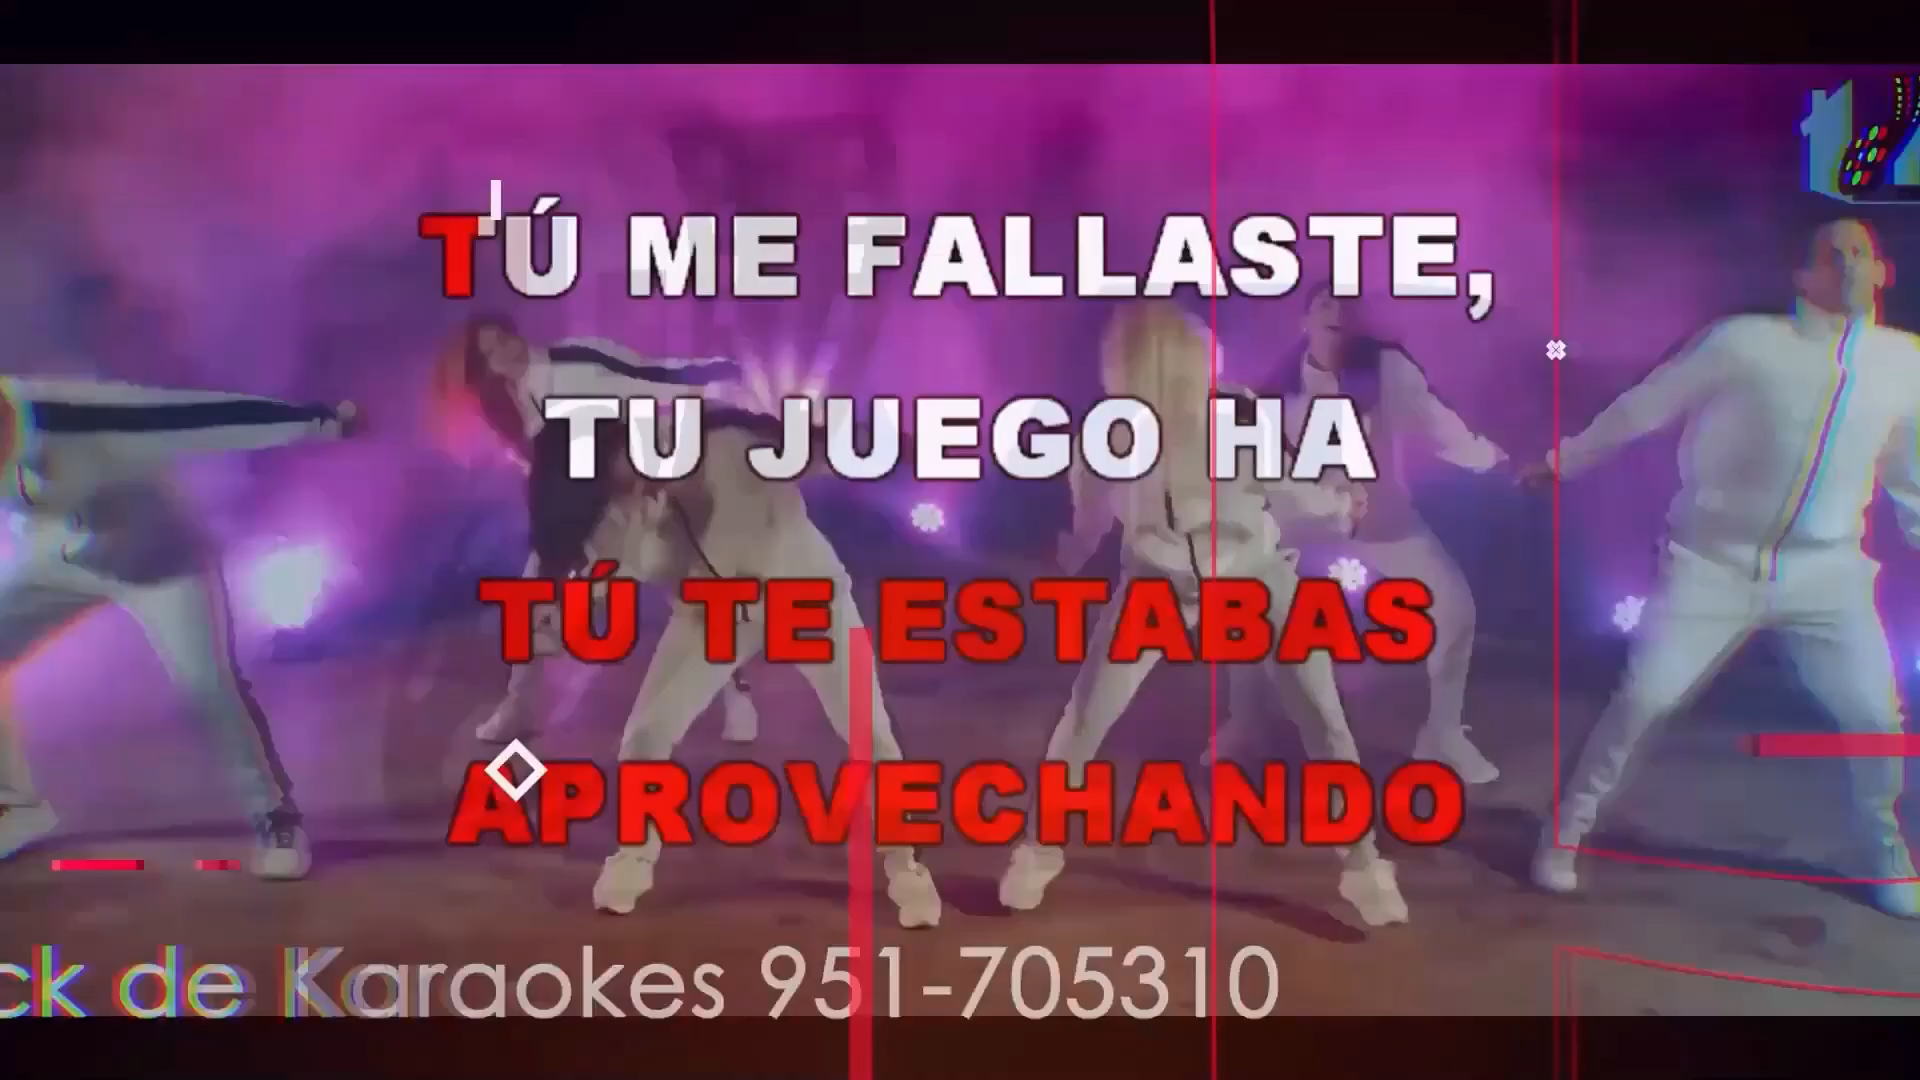 TÚ ME FALLASTE,
TU JUEGO HA
TÚ TE ESTABAS
APROVECHANDO
ck de Karaokes 951-705310